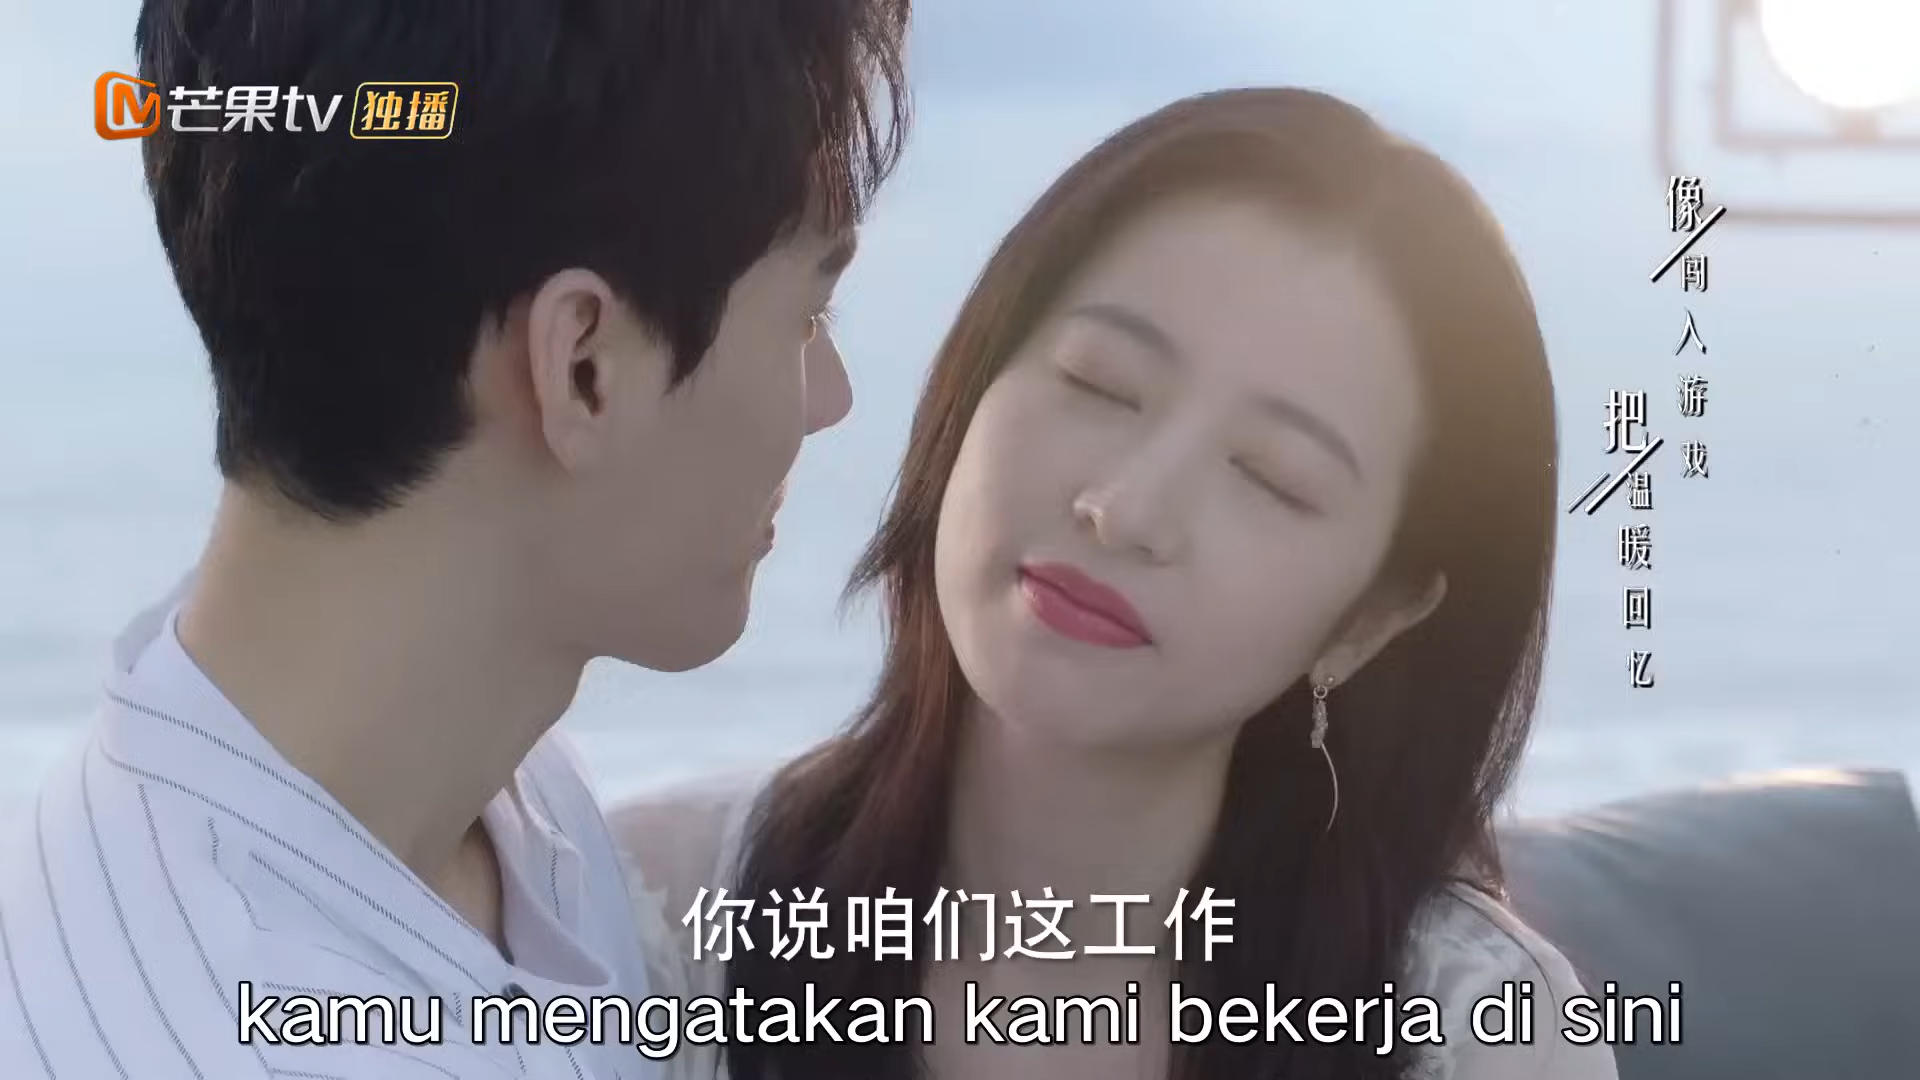 芒果tv 独播
像闯入游戏
把温暖回忆
你说咱们这工作
kamu mengatakan kami bekerja di sini